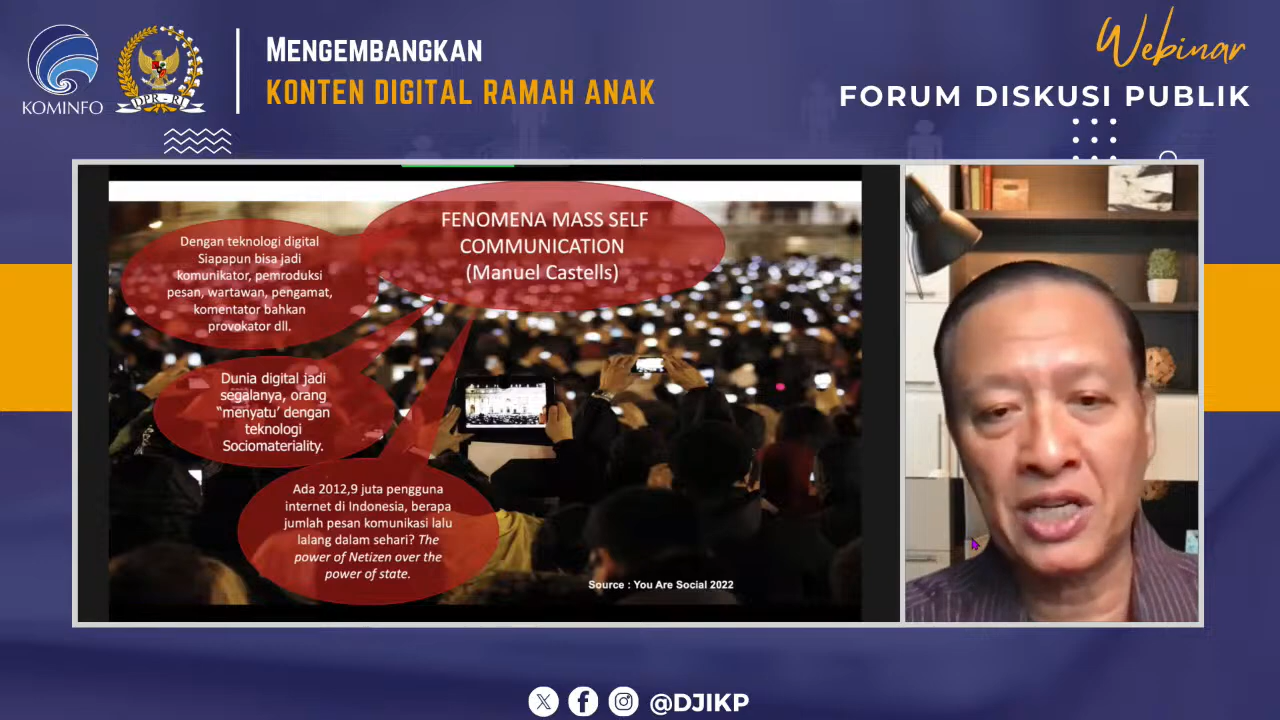 KOMINFO
DPR - RI
MENGEMBANGKAN
KONTEN DIGITAL RAMAH ANAK
Webinar
FORUM DISKUSI PUBLIK
FENOMENA MASS SELF
COMMUNICATION
(Manuel Castells)
Dengan teknologi digital
Siapapun bisa jadi
komunikator, pemroduksi
pesan, wartawan, pengamat,
komentator bahkan
provokator dll.
Dunia digital jadi
segalanya, orang
“menyatu’ dengan
teknologi
Sociomateriality.
Ada 2012,9 juta pengguna
internet di Indonesia, berapa
jumlah pesan komunikasi lalu
lalang dalam sehari? The
power of Netizen over the
power of state.
Source : You Are Social 2022
@DJIKP